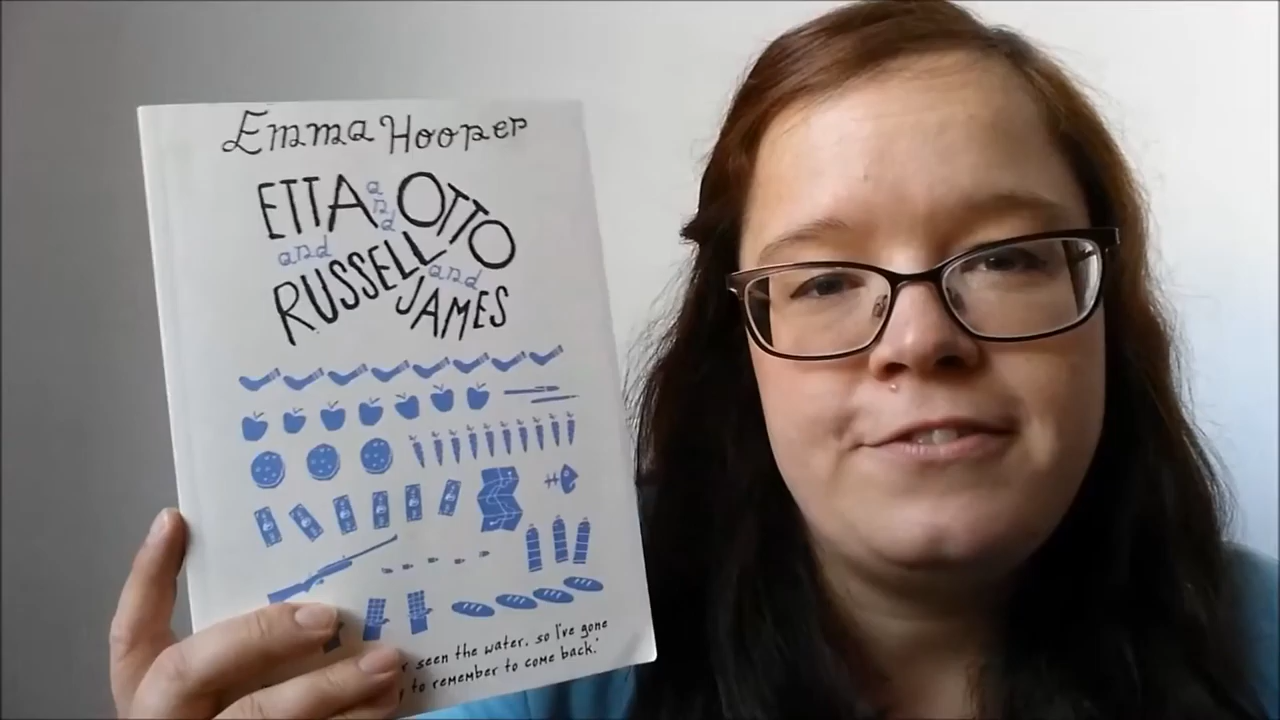 Emma Hooper
ETTA and OTTO
and RUSSELL and
JAMES
seen the water, so I've gone
to remember to come back.'